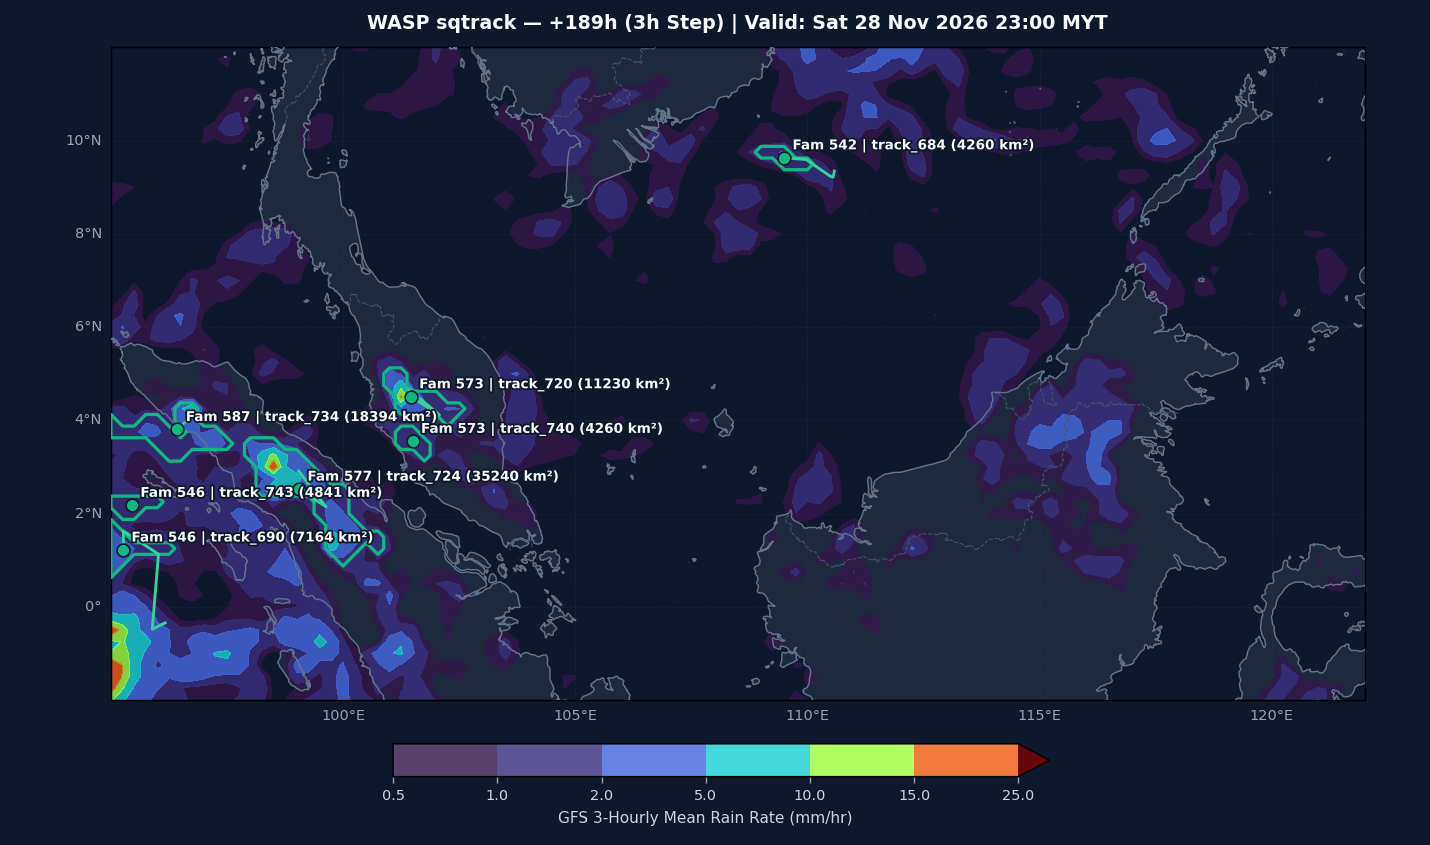 WASP sqtrack — +189h (3h Step) | Valid: Sat 28 Nov 2026 23:00 MYT
10°N
Fam 542 | track_684 (4260 km²)
8°N
6°N
Fam 573 | track_720 (11230 km²)
4°N
Fam 587 | track_734 (18394 km²)
Fam 573 | track_740 (4260 km²)
Fam 577 | track_724 (35240 km²)
Fam 546 | track_743 (4841 km²)
2°N
Fam 546 | track_690 (7164 km²)
0°
100°E 105°E 110°E 115°E 120°E
0.5 1.0 2.0 5.0 10.0 15.0 25.0
GFS 3-Hourly Mean Rain Rate (mm/hr)